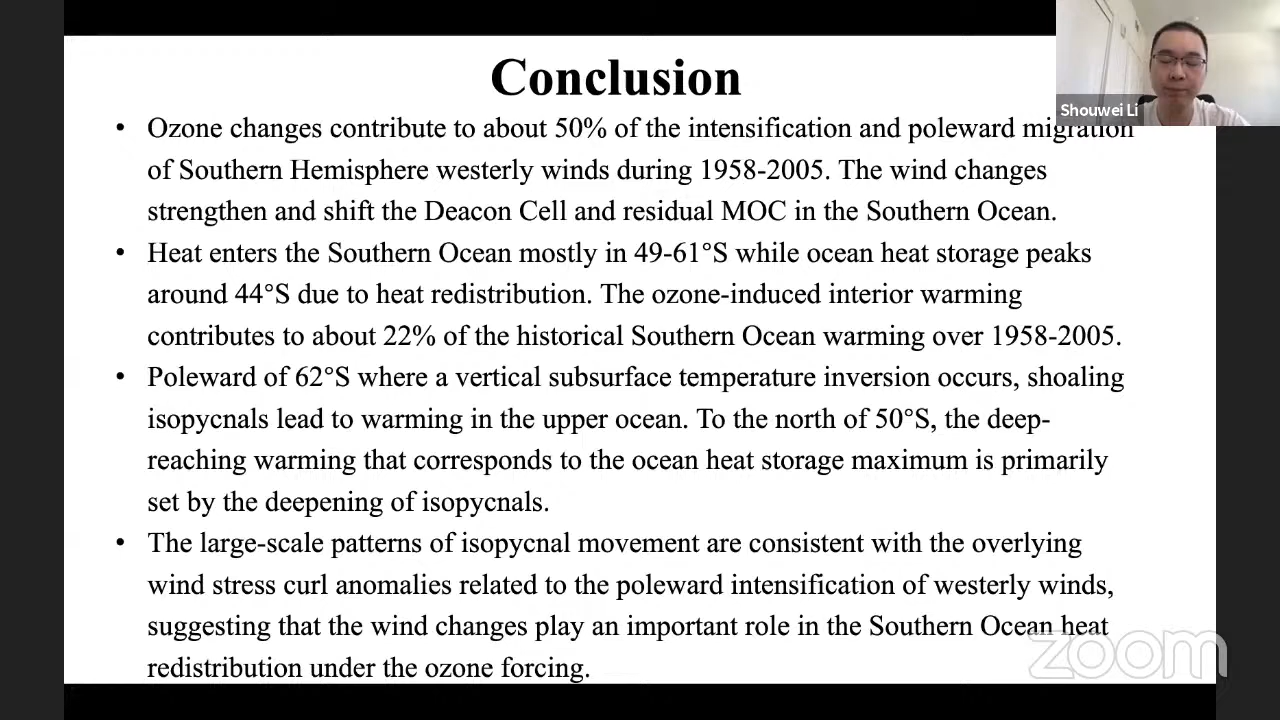 Conclusion
Shouwei Li
• Ozone changes contribute to about 50% of the intensification and poleward migration
of Southern Hemisphere westerly winds during 1958-2005. The wind changes
strengthen and shift the Deacon Cell and residual MOC in the Southern Ocean.
• Heat enters the Southern Ocean mostly in 49-61°S while ocean heat storage peaks
around 44°S due to heat redistribution. The ozone-induced interior warming
contributes to about 22% of the historical Southern Ocean warming over 1958-2005.
• Poleward of 62°S where a vertical subsurface temperature inversion occurs, shoaling
isopycnals lead to warming in the upper ocean. To the north of 50°S, the deep-
reaching warming that corresponds to the ocean heat storage maximum is primarily
set by the deepening of isopycnals.
• The large-scale patterns of isopycnal movement are consistent with the overlying
wind stress curl anomalies related to the poleward intensification of westerly winds,
suggesting that the wind changes play an important role in the Southern Ocean heat
redistribution under the ozone forcing.
zoom